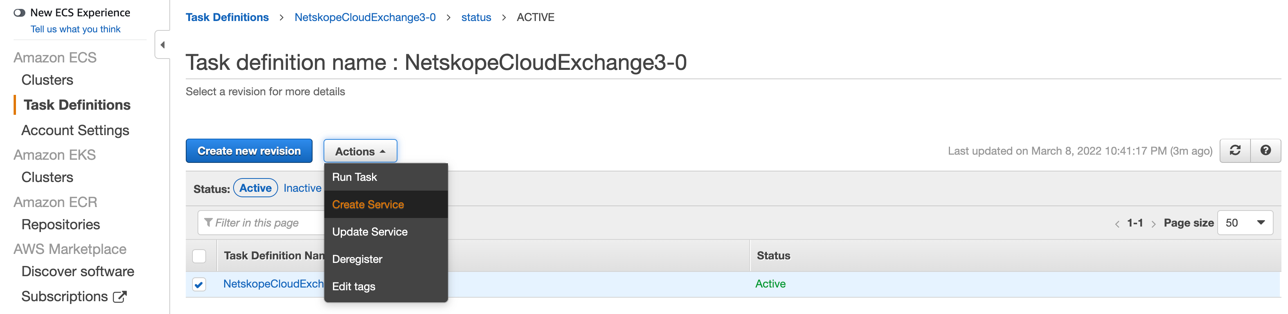 New ECS Experience
Tell us what you think
Amazon ECS
Clusters
Task Definitions
Account Settings
Amazon EKS
Clusters
Amazon ECR
Repositories
AWS Marketplace
Discover software
Subscriptions
Task Definitions > NetskopeCloudExchange3-0 > status > ACTIVE
Task definition name : NetskopeCloudExchange3-0
Select a revision for more details
Create new revision Actions Last updated on March 8, 2022 10:41:17 PM (3m ago)
Run Task
Create Service
Update Service
Deregister
Edit tags
Status: Active Inactive
Filter in this page < 1-1 > Page size 50
Task Definition Nam Status
NetskopeCloudExch Active